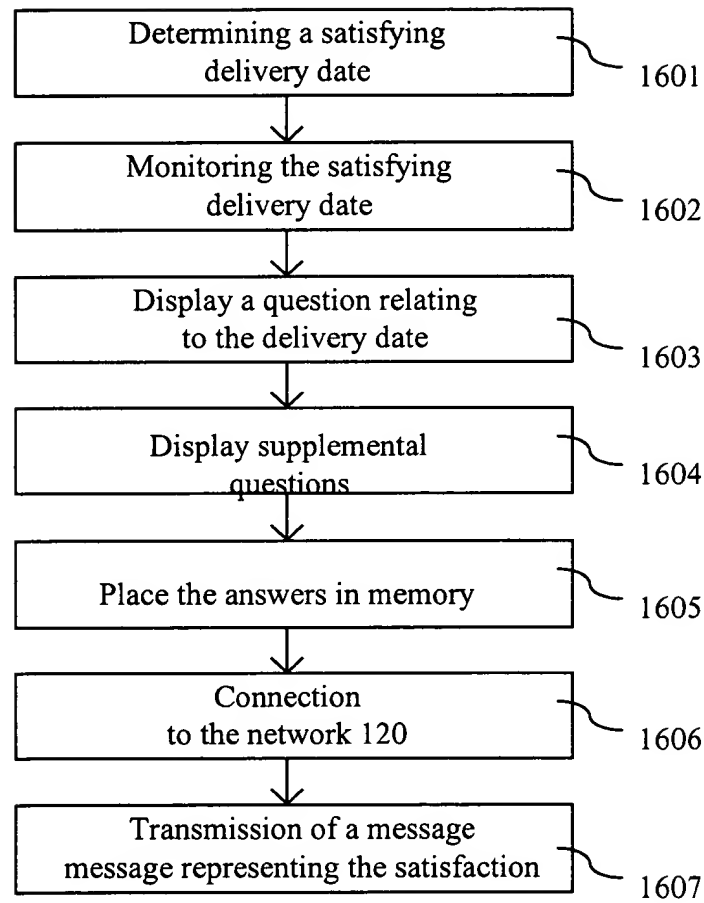 Determining a satisfying
delivery date
1601
Monitoring the satisfying
delivery date
1602
Display a question relating
to the delivery date
1603
Display supplemental
questions
1604
Place the answers in memory
1605
Connection
to the network 120
1606
Transmission of a message
message representing the satisfaction
1607